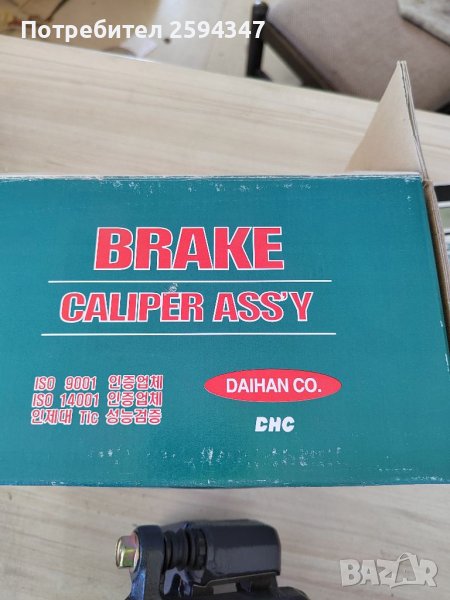 Потребител 2594347
BRAKE
CALIPER ASS'Y
ISO 9001 인증업체
ISO 14001 인증업체
인제대 Tic 성능검증
DAIHAN CO.
DHC
BAZAR